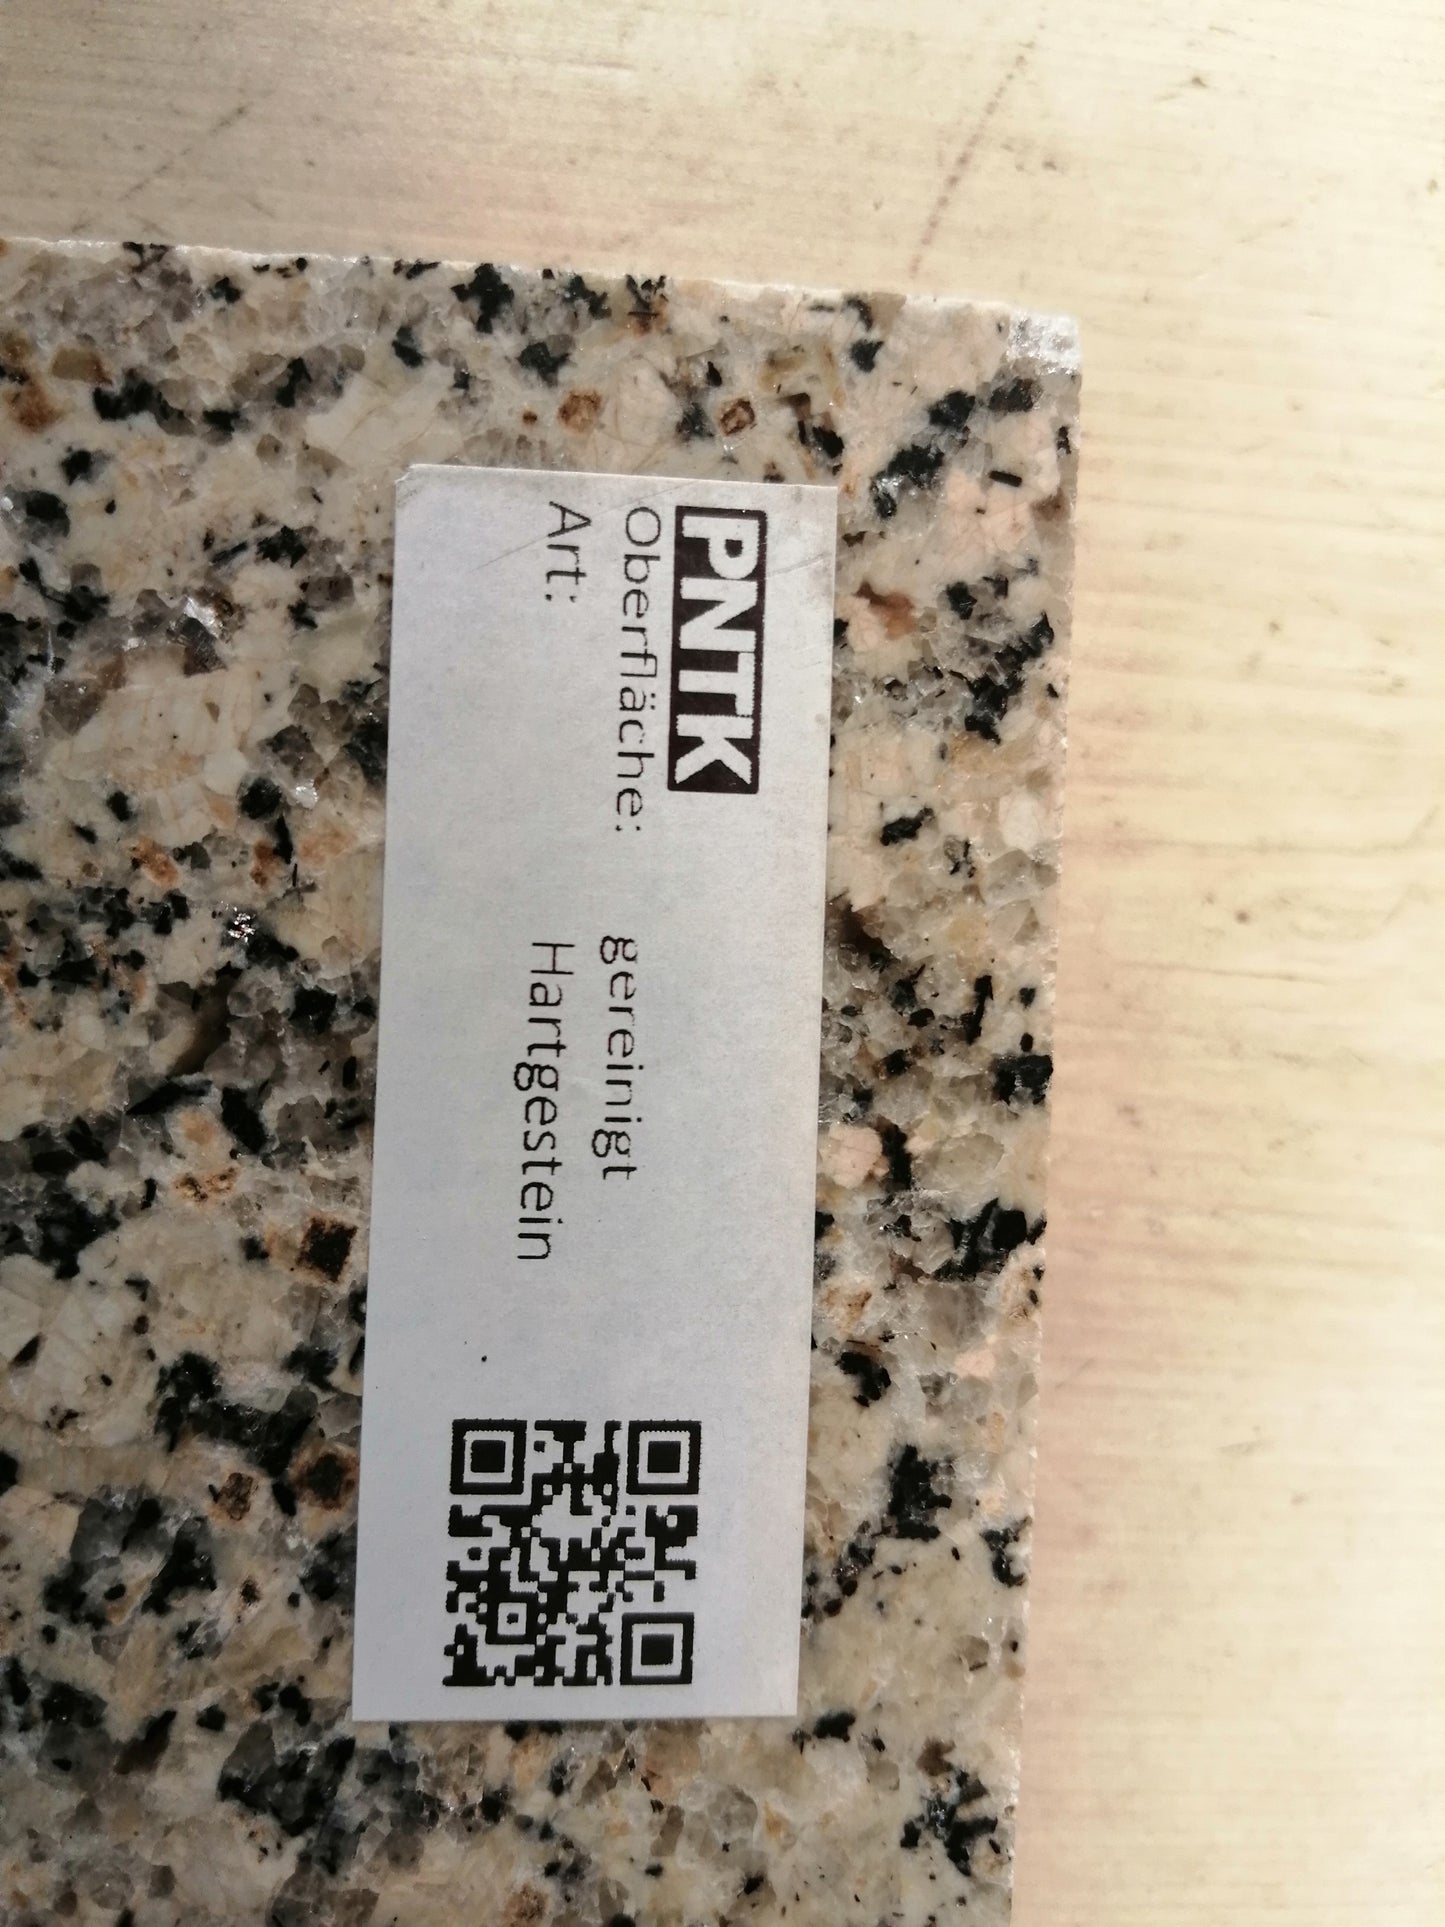 PNTK
Oberfläche: gereinigt
Art: Hartgestein